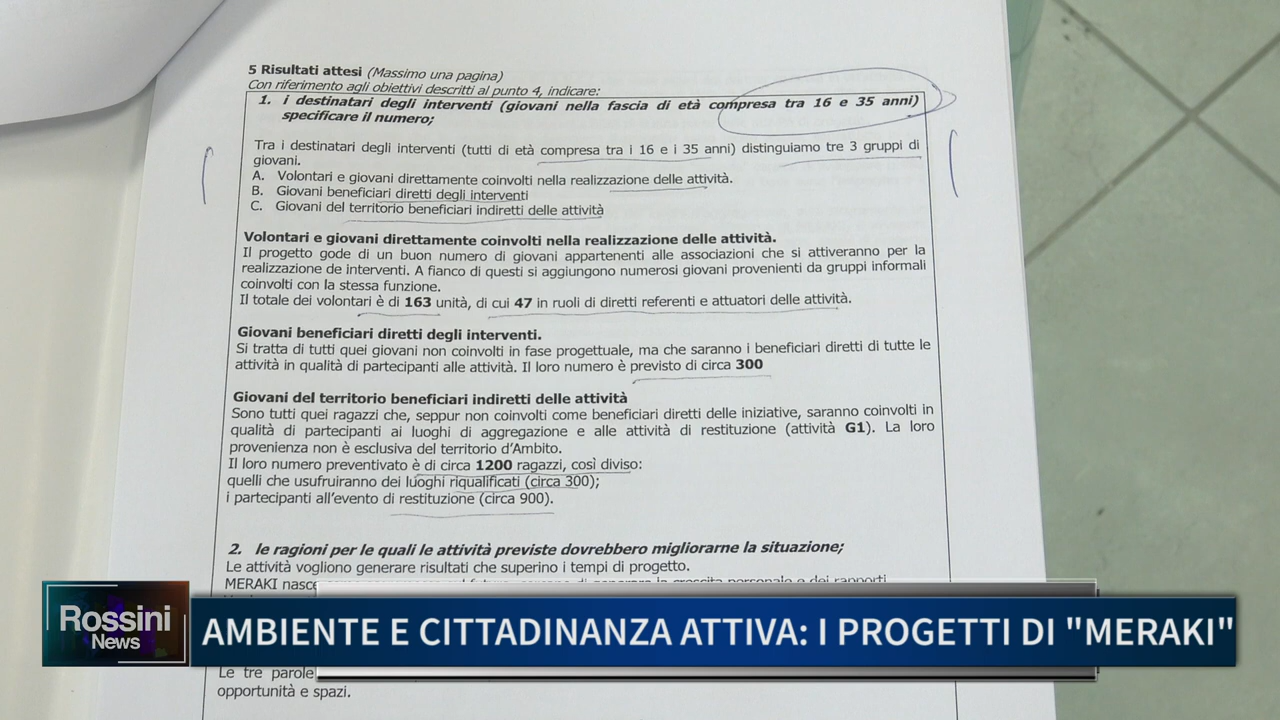 5 Risultati attesi (Massimo una pagina)
Con riferimento agli obiettivi descritti al punto 4, indicare:
1. i destinatari degli interventi (giovani nella fascia di età compresa tra 16 e 35 anni)
specificare il numero;
Tra i destinatari degli interventi (tutti di età compresa tra i 16 e i 35 anni) distinguiamo tre 3 gruppi di
giovani.
A. Volontari e giovani direttamente coinvolti nella realizzazione delle attività.
B. Giovani beneficiari diretti degli interventi
C. Giovani del territorio beneficiari indiretti delle attività
Volontari e giovani direttamente coinvolti nella realizzazione delle attività.
Il progetto gode di un buon numero di giovani appartenenti alle associazioni che si attiveranno per la
realizzazione de interventi. A fianco di questi si aggiungono numerosi giovani provenienti da gruppi informali
coinvolti con la stessa funzione.
Il totale dei volontari è di 163 unità, di cui 47 in ruoli di diretti referenti e attuatori delle attività.
Giovani beneficiari diretti degli interventi.
Si tratta di tutti quei giovani non coinvolti in fase progettuale, ma che saranno i beneficiari diretti di tutte le
attività in qualità di partecipanti alle attività. Il loro numero è previsto di circa 300
Giovani del territorio beneficiari indiretti delle attività
Sono tutti quei ragazzi che, seppur non coinvolti come beneficiari diretti delle iniziative, saranno coinvolti in
qualità di partecipanti ai luoghi di aggregazione e alle attività di restituzione (attività G1). La loro
provenienza non è esclusiva del territorio d'Ambito.
Il loro numero preventivato è di circa 1200 ragazzi, così diviso:
quelli che usufruiranno dei luoghi riqualificati (circa 300);
i partecipanti all'evento di restituzione (circa 900).
2. le ragioni per le quali le attività previste dovrebbero migliorarne la situazione;
Le attività vogliono generare risultati che superino i tempi di progetto.
MERAKI nasce
Rossini
News
AMBIENTE E CITTADINANZA ATTIVA: I PROGETTI DI "MERAKI"
Le tre parole
opportunità e spazi.